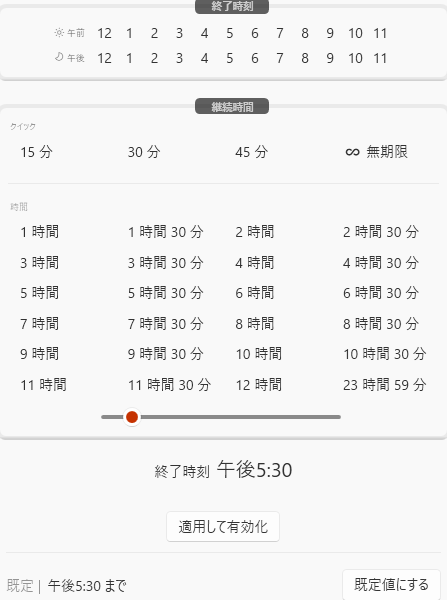 終了時刻
午前 12 1 2 3 4 5 6 7 8 9 10 11
午後 12 1 2 3 4 5 6 7 8 9 10 11
継続時間
クイック
15 分 30 分 45 分 ∞ 無期限
時間
1 時間 1 時間 30 分 2 時間 2 時間 30 分
3 時間 3 時間 30 分 4 時間 4 時間 30 分
5 時間 5 時間 30 分 6 時間 6 時間 30 分
7 時間 7 時間 30 分 8 時間 8 時間 30 分
9 時間 9 時間 30 分 10 時間 10 時間 30 分
11 時間 11 時間 30 分 12 時間 23 時間 59 分
終了時刻 午後5:30
適用して有効化
既定 | 午後5:30 まで 既定値にする